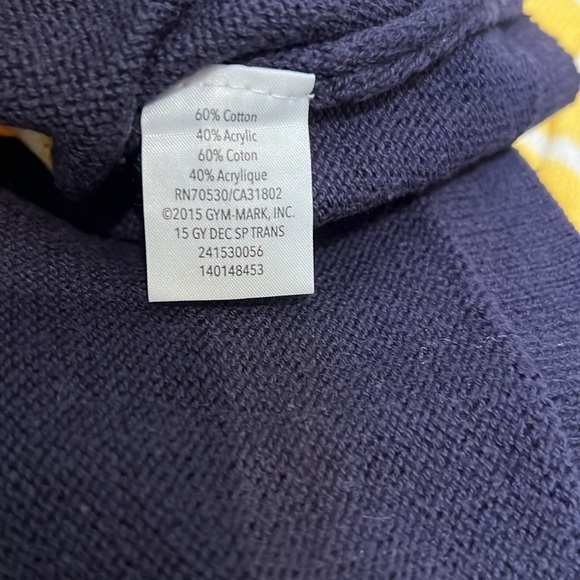 60% Cotton
40% Acrylic
60% Coton
40% Acrylique
RN70530/CA31802
©2015 GYM-MARK, INC.
15 GY DEC SP TRANS
241530056
140148453